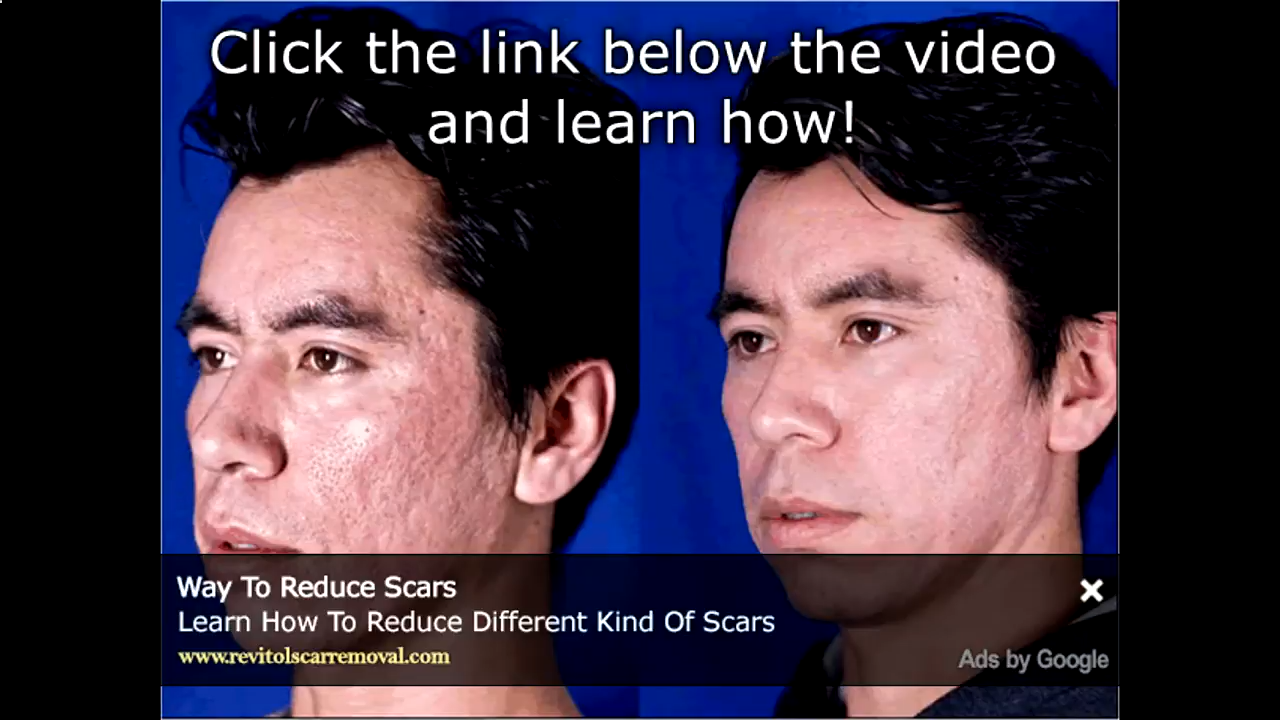 Click the link below the video
and learn how!
Way To Reduce Scars
Learn How To Reduce Different Kind Of Scars
www.revitolscarremoval.com
Ads by Google